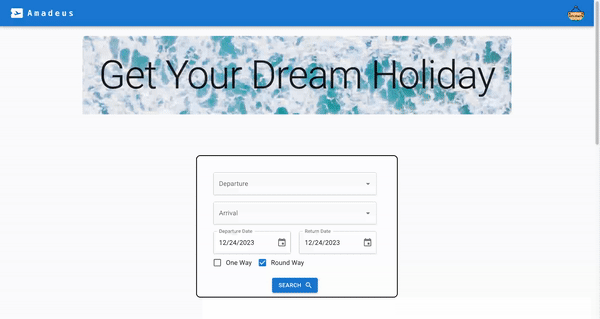 Amadeus
Get Your Dream Holiday
Departure
Arrival
Departure Date
Return Date
12/24/2023
12/24/2023
One Way
Round Way
SEARCH